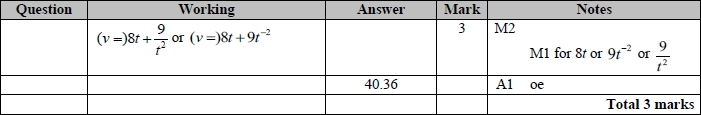 Question Working Answer Mark Notes
(v =)8t + 9/t² or (v =)8t + 9t⁻² 3 M2
M1 for 8t or 9t⁻² or 9/t²
40.36 A1 oe
Total 3 marks